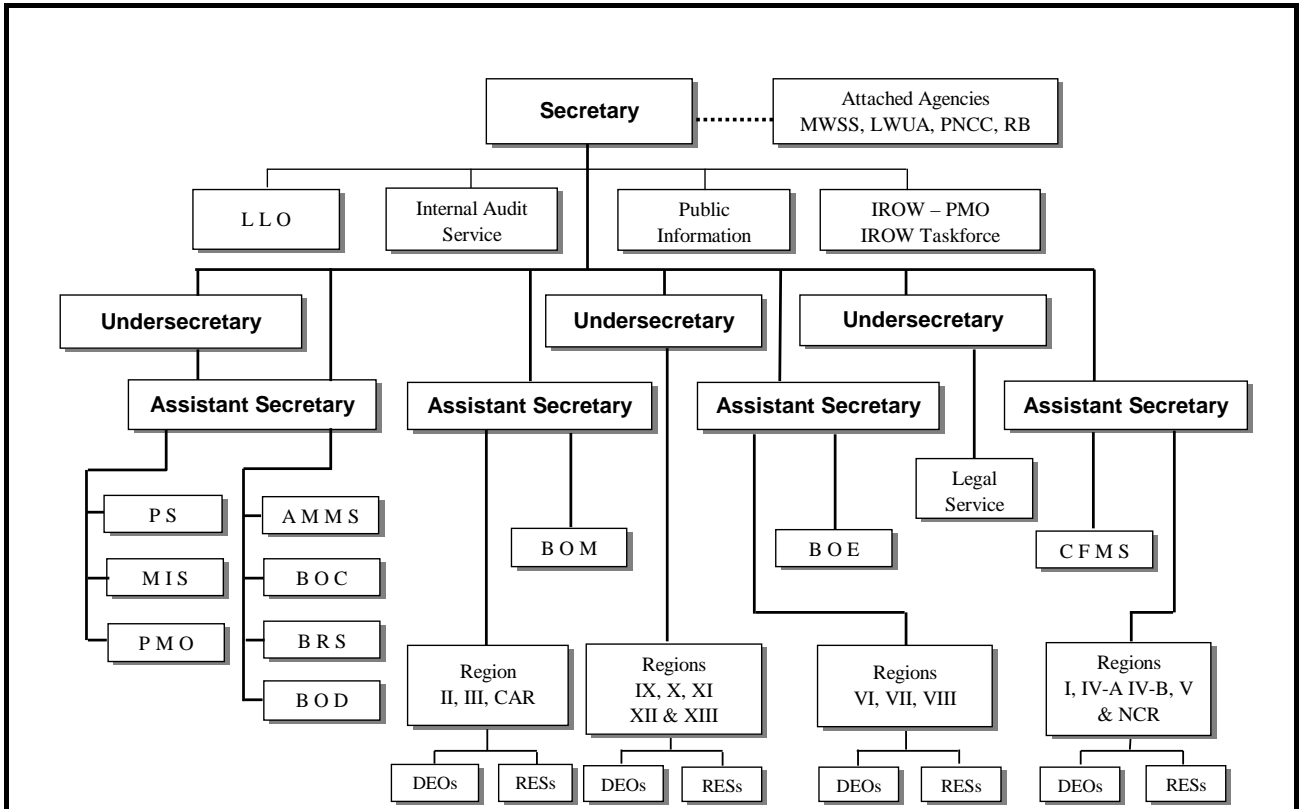 Secretary
Attached Agencies
MWSS, LWUA, PNCC, RB
L L O
Internal Audit
Service
Public
Information
IROW – PMO
IROW Taskforce
Undersecretary
Undersecretary
Undersecretary
Assistant Secretary
Assistant Secretary
Assistant Secretary
Assistant Secretary
P S
M I S
P M O
A M M S
B O C
B R S
B O D
B O M
B O E
Legal
Service
C F M S
Region
II, III, CAR
Regions
IX, X, XI
XII & XIII
Regions
VI, VII, VIII
Regions
I, IV-A IV-B, V
& NCR
DEOs
RESs
DEOs
RESs
DEOs
RESs
DEOs
RESs